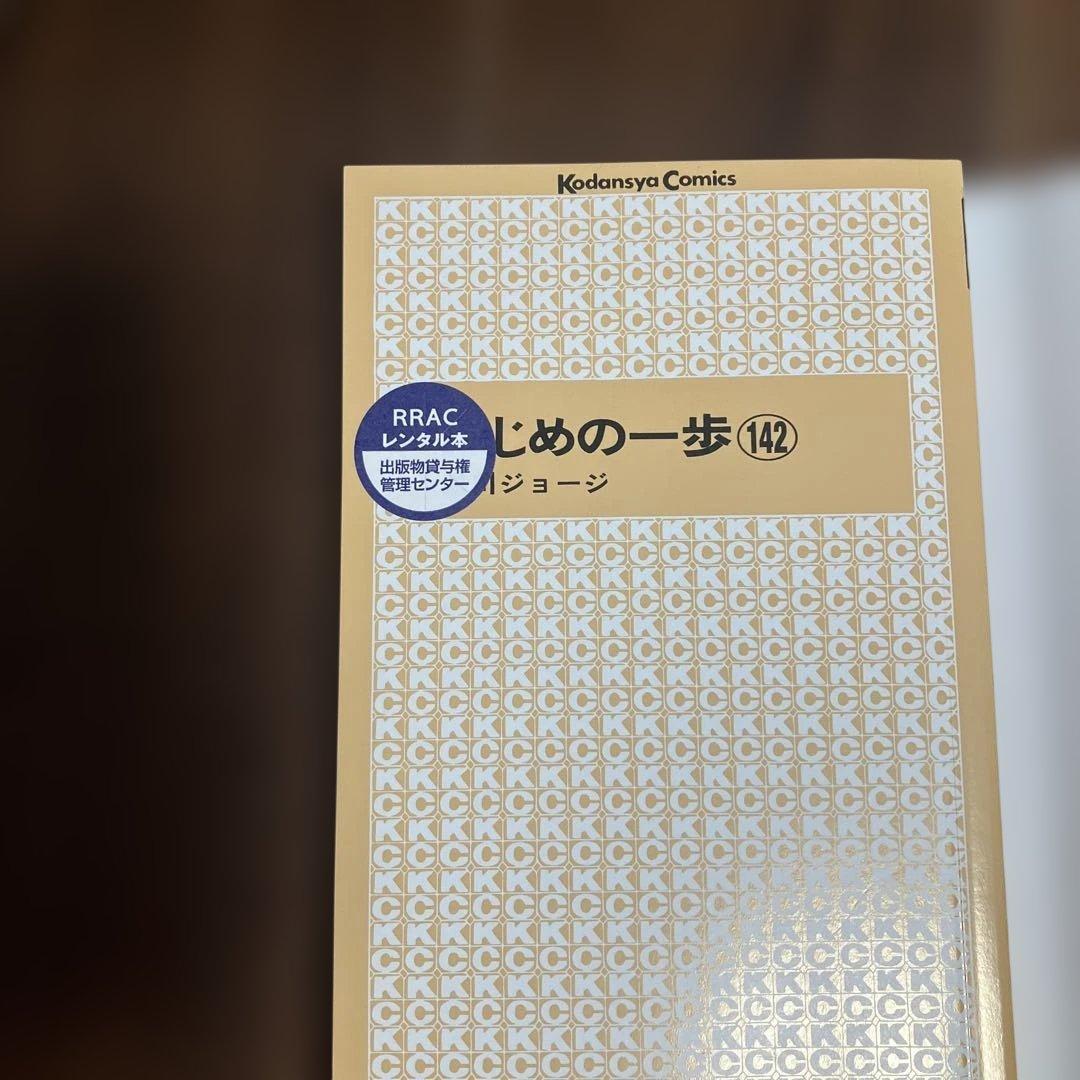 Kodansya Comics
RRAC
レンタル本
出版物貸与権
管理センター
じめの一歩 142
川ジョージ